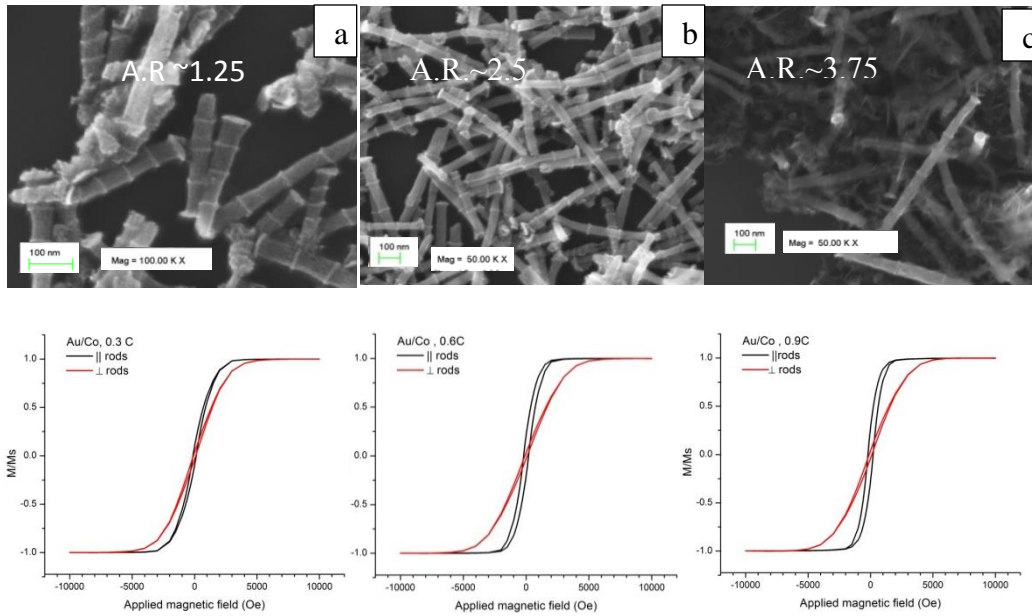 a
A.R ~1.25
100 nm
Mag = 100.00 K X
b
A.R.~2.5
100 nm
Mag = 50.00 K X
c
A.R.~3.75
100 nm
Mag = 50.00 K X
Au/Co, 0.3 C
|| rods
⊥ rods
1.0
0.5
0.0
-0.5
-1.0
M/Ms
-10000 -5000 0 5000 10000
Applied magnetic field (Oe)
Au/Co , 0.6C
|| rods
⊥ rods
1.0
0.5
0.0
-0.5
-1.0
-10000 -5000 0 5000 10000
Applied magnetic field (Oe)
Au/Co, 0.9C
||rods
⊥ rods
1.0
0.5
0.0
-0.5
-1.0
-10000 -5000 0 5000 10000
Applied magnetic field (Oe)